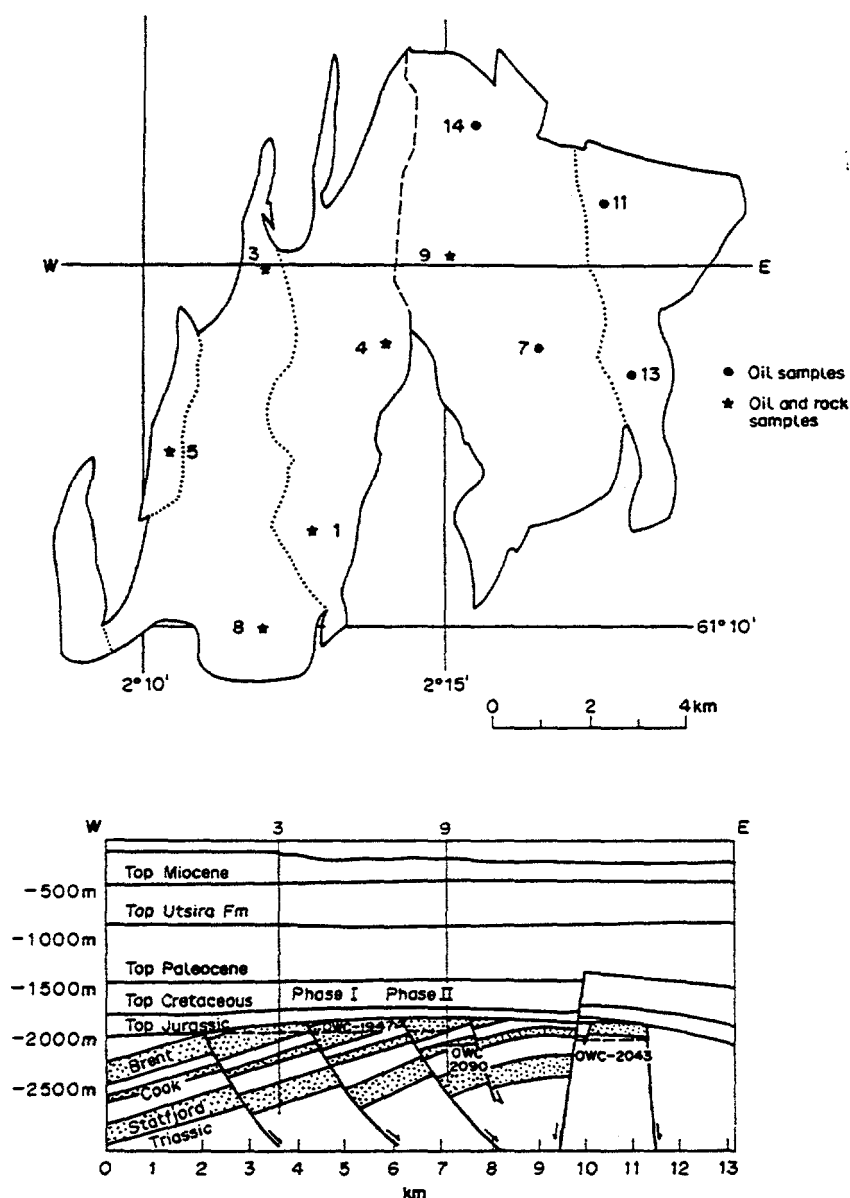 14
11
W
3
9
E
4
7
13
● Oil samples
★ Oil and rock
samples
5
1
8
61°10'
2°10'
2°15'
0 2 4 km
W 3 9 E
Top Miocene
-500m
Top Utsira Fm
-1000m
Top Paleocene
-1500m
Phase I Phase II
Top Cretaceous
Top Jurassic
OWC-1947
-2000m
Brent
OWC
2090
OWC-2043
Cook
-2500m
Statfjord
Triassic
0 1 2 3 4 5 6 7 8 9 10 11 12 13
km